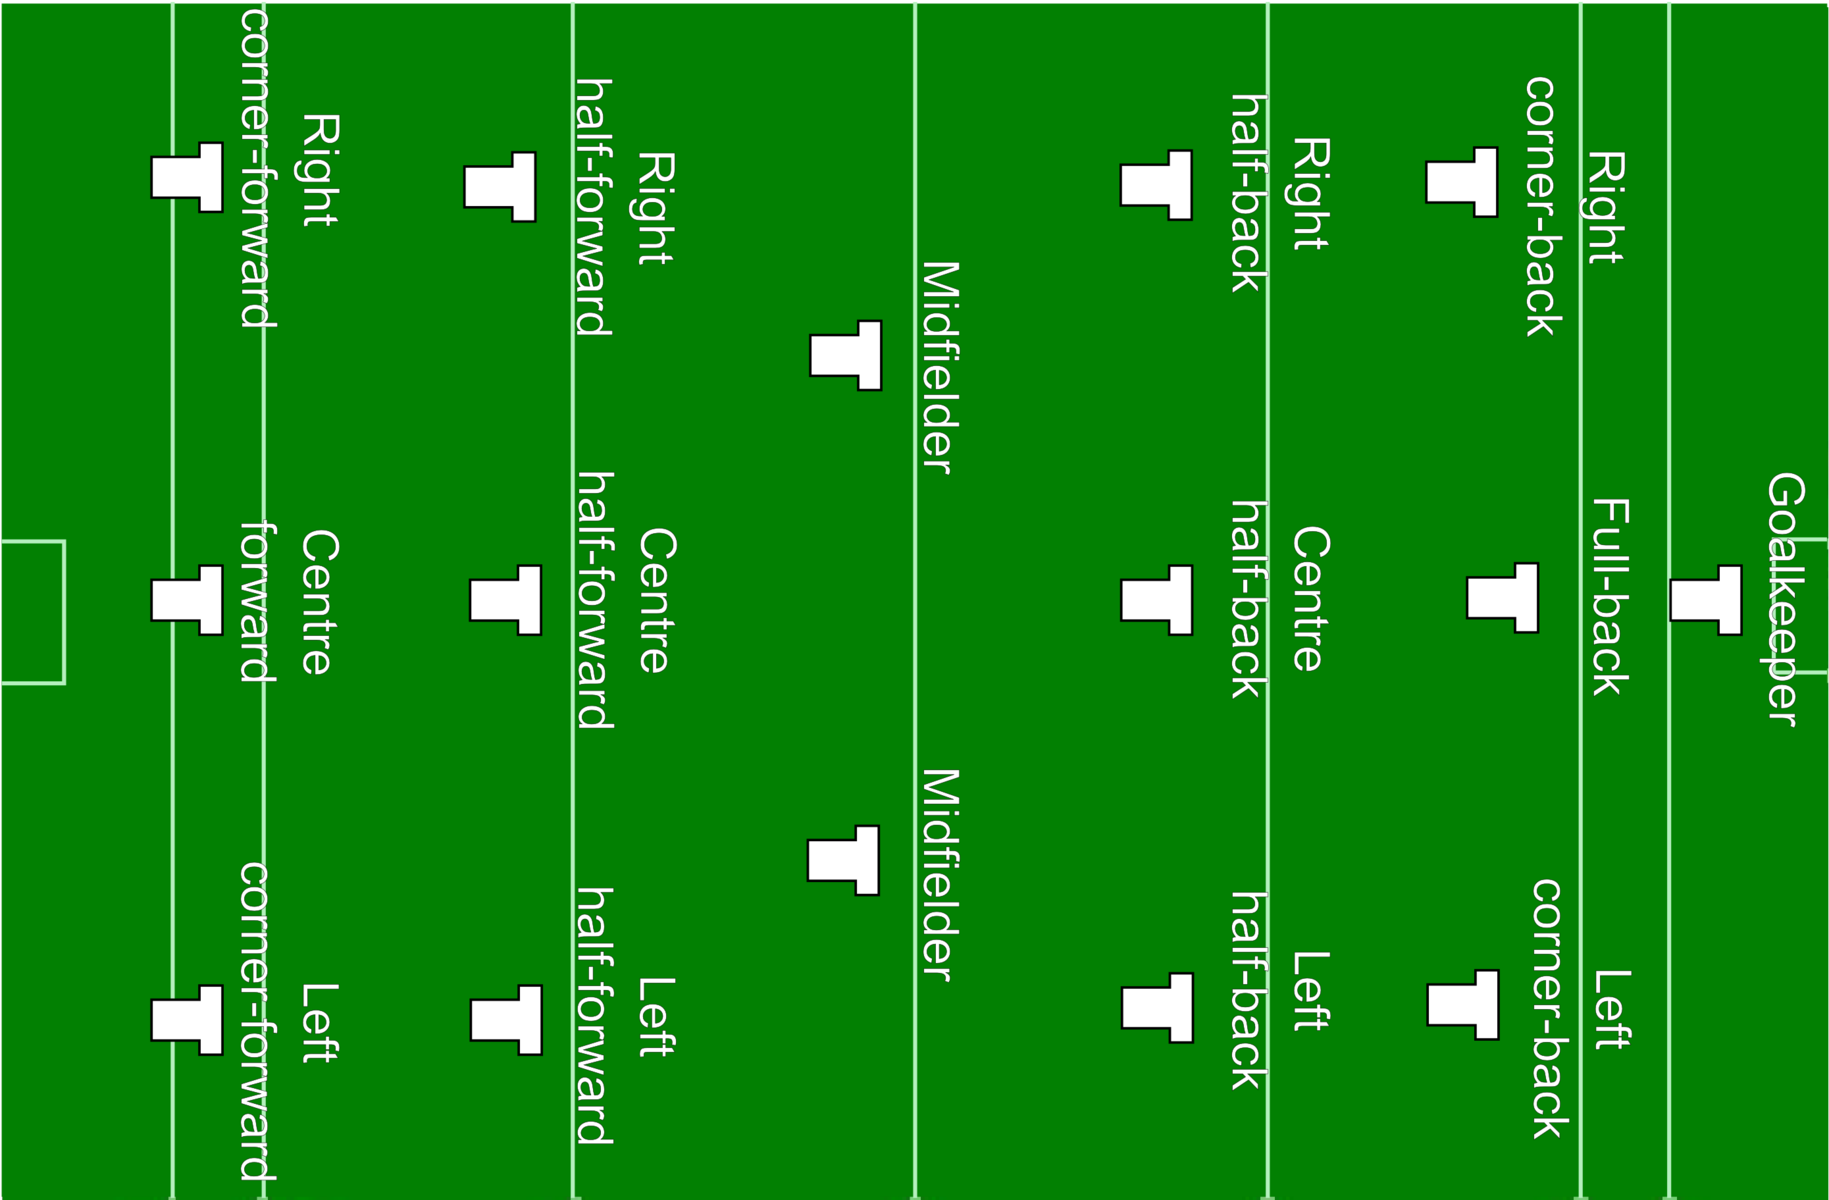 Goalkeeper
Right
corner-back
Full-back
Left
corner-back
Right
half-back
Centre
half-back
Left
half-back
Midfielder
Midfielder
Right
half-forward
Centre
half-forward
Left
half-forward
Right
corner-forward
Centre
forward
Left
corner-forward